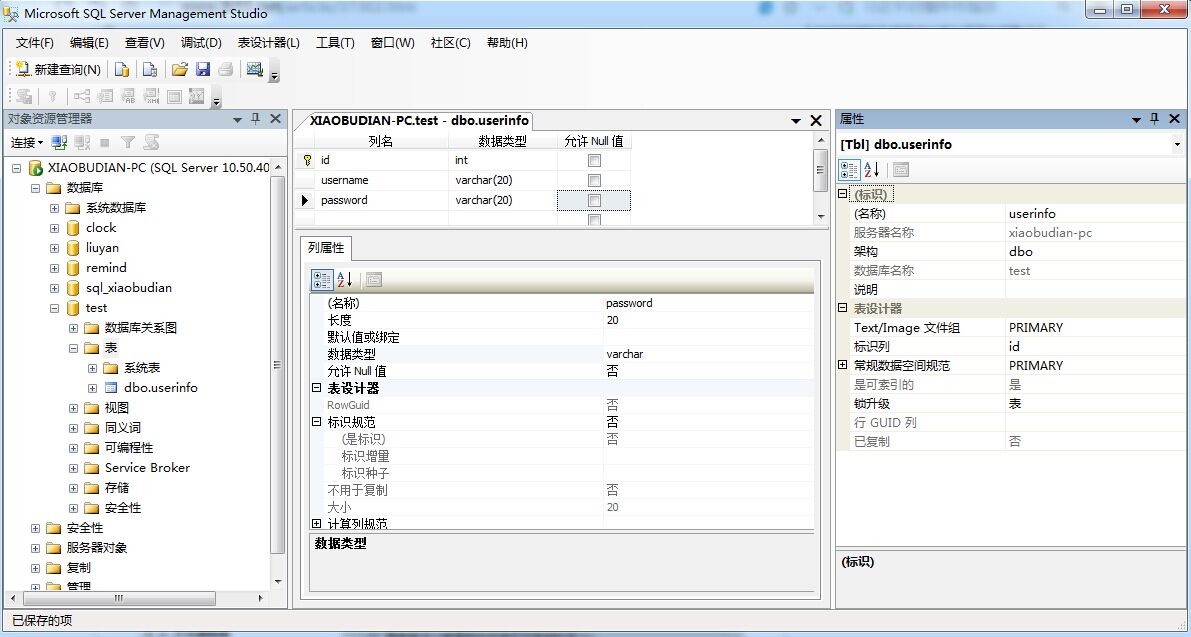 Microsoft SQL Server Management Studio
文件(F) 编辑(E) 查看(V) 调试(D) 表设计器(L) 工具(T) 窗口(W) 社区(C) 帮助(H)
新建查询(N)
对象资源管理器
连接
XIAOBUDIAN-PC (SQL Server 10.50.40
数据库
系统数据库
clock
liuyan
remind
sql_xiaobudian
test
数据库关系图
表
系统表
dbo.userinfo
视图
同义词
可编程性
Service Broker
存储
安全性
安全性
服务器对象
复制
管理
XIAOBUDIAN-PC.test - dbo.userinfo
列名 数据类型 允许 Null 值
id int
username varchar(20)
password varchar(20)
列属性
(名称) password
长度 20
默认值或绑定
数据类型 varchar
允许 Null 值 否
表设计器
RowGuid 否
标识规范 否
(是标识) 否
标识增量
标识种子
不用于复制 否
大小 20
计算列规范
数据类型
属性
[Tbl] dbo.userinfo
(标识)
(名称) userinfo
服务器名称 xiaobudian-pc
架构 dbo
数据库名称 test
说明
表设计器
Text/Image 文件组 PRIMARY
标识列 id
常规数据空间规范 PRIMARY
是可索引的 是
锁升级 表
行 GUID 列
已复制 否
(标识)
已保存的项